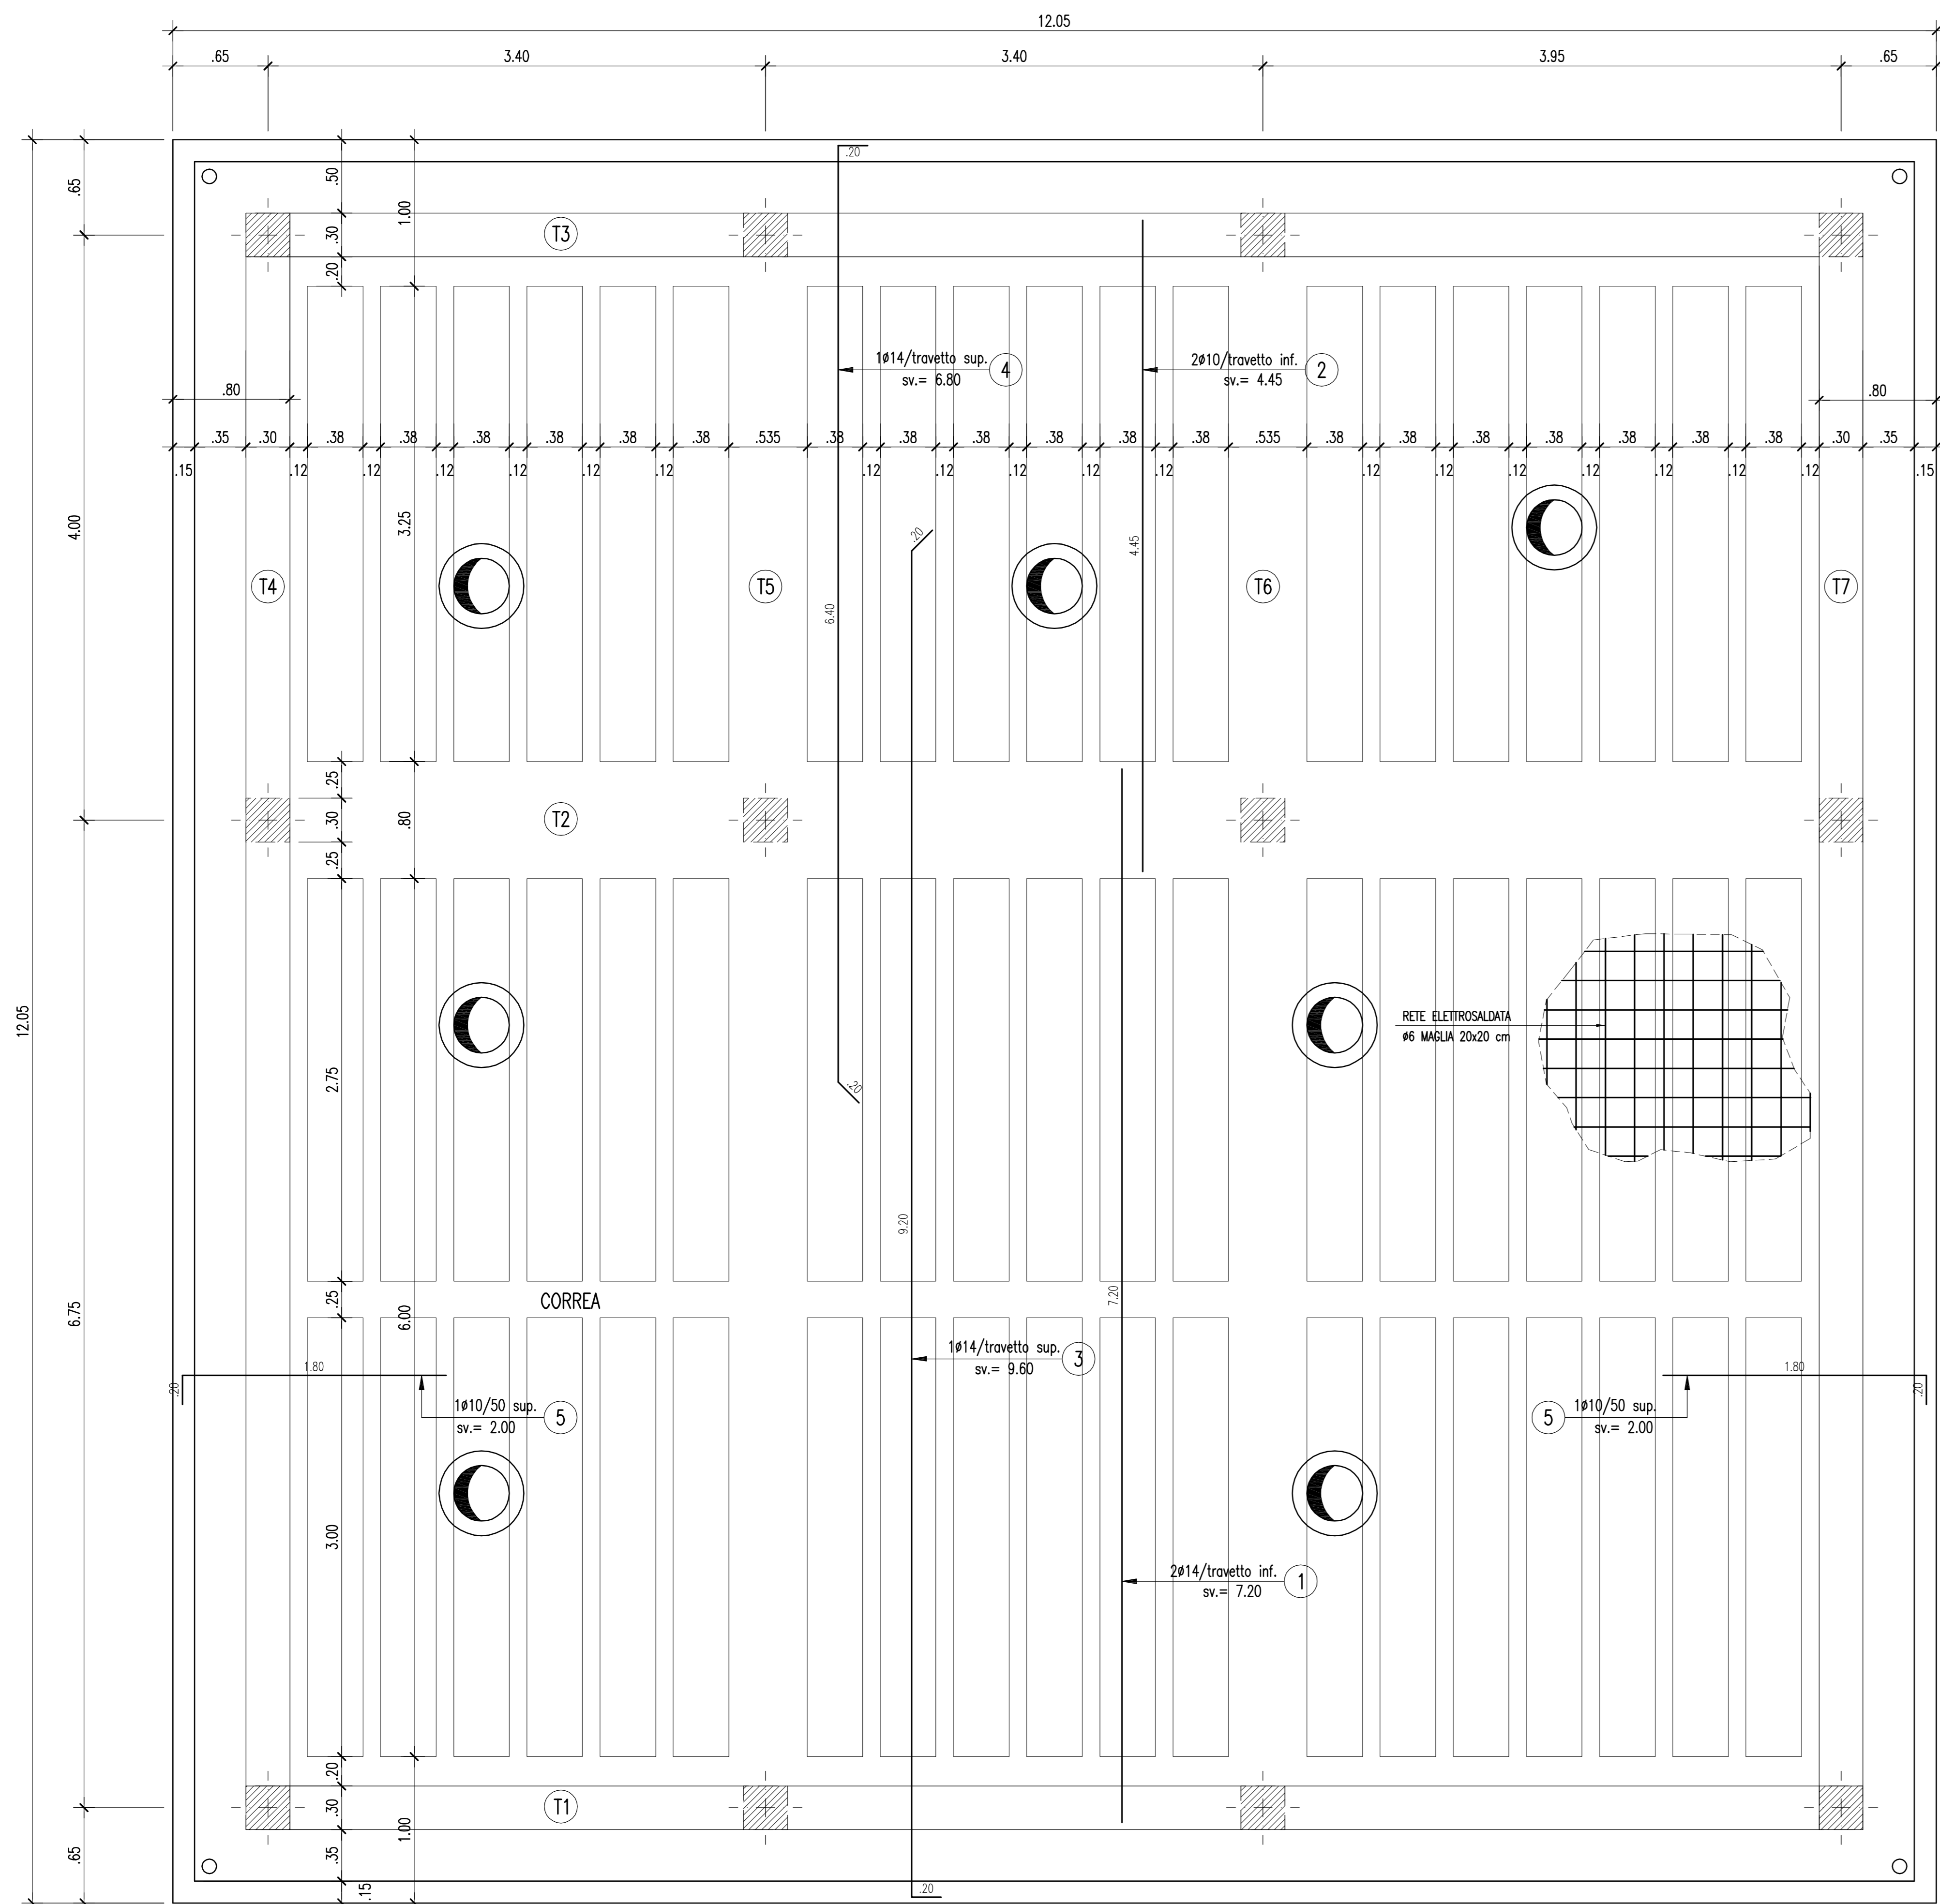 12.05
.65 3.40 3.40 3.95 .65
.20
.50
.65
1.00
.30
T3
.20
1ø14/travetto sup.
sv.= 6.80
4
2ø10/travetto inf.
sv.= 4.45
2
.80
.80
.35 .30 .38 .38 .38 .38 .38 .38 .535 .38 .38 .38 .38 .38 .38 .535 .38 .38 .38 .38 .38 .38 .38 .30 .35
.15 .12 .12 .12 .12 .12 .12 .12 .12 .12 .12 .12 .12 .12 .12 .12 .12 .12 .12 .15
4.00
3.25
.20
4.45
T4
T5
T6
T7
6.40
.25
.30
T2
.80
.25
12.05
RETE ELETTROSALDATA
ø6 MAGLIA 20x20 cm
2.75
.20
9.20
6.75
.25
CORREA
6.00
7.20
1ø14/travetto sup.
sv.= 9.60
3
1.80
.20
1ø10/50 sup.
sv.= 2.00
5
1.80
.20
5
1ø10/50 sup.
sv.= 2.00
3.00
2ø14/travetto inf.
sv.= 7.20
1
.20
.30
T1
1.00
.65
.35
.15
.20